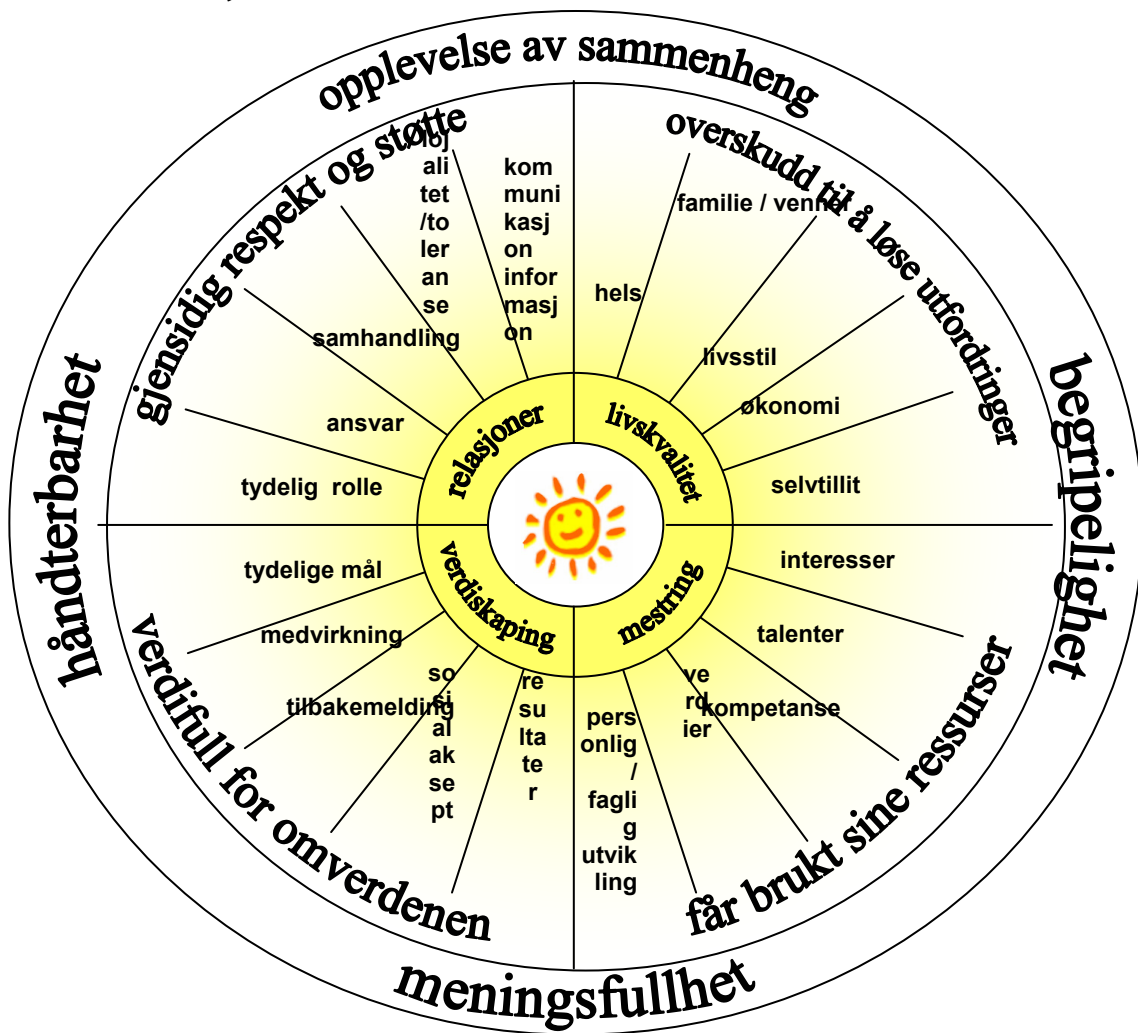 opplevelse av sammenheng
begripelighet
meningsfullhet
håndterbarhet
gjensidig respekt og støtte
overskudd til å løse utfordringer
får brukt sine ressurser
verdifull for omverdenen
relasjoner
livskvalitet
mestring
verdiskaping
loj
ali
tet
/to
ler
an
se
kom
muni
kasj
on
infor
masj
on
samhandling
ansvar
tydelig rolle
hels
familie / venner
livsstil
økonomi
selvtillit
interesser
talenter
kompetanse
ve
rd
ier
pers
onlig
/
fagli
g
utvik
ling
tydelige mål
medvirkning
tilbakemelding
so
si
al
ak
se
pt
re
su
lta
te
r